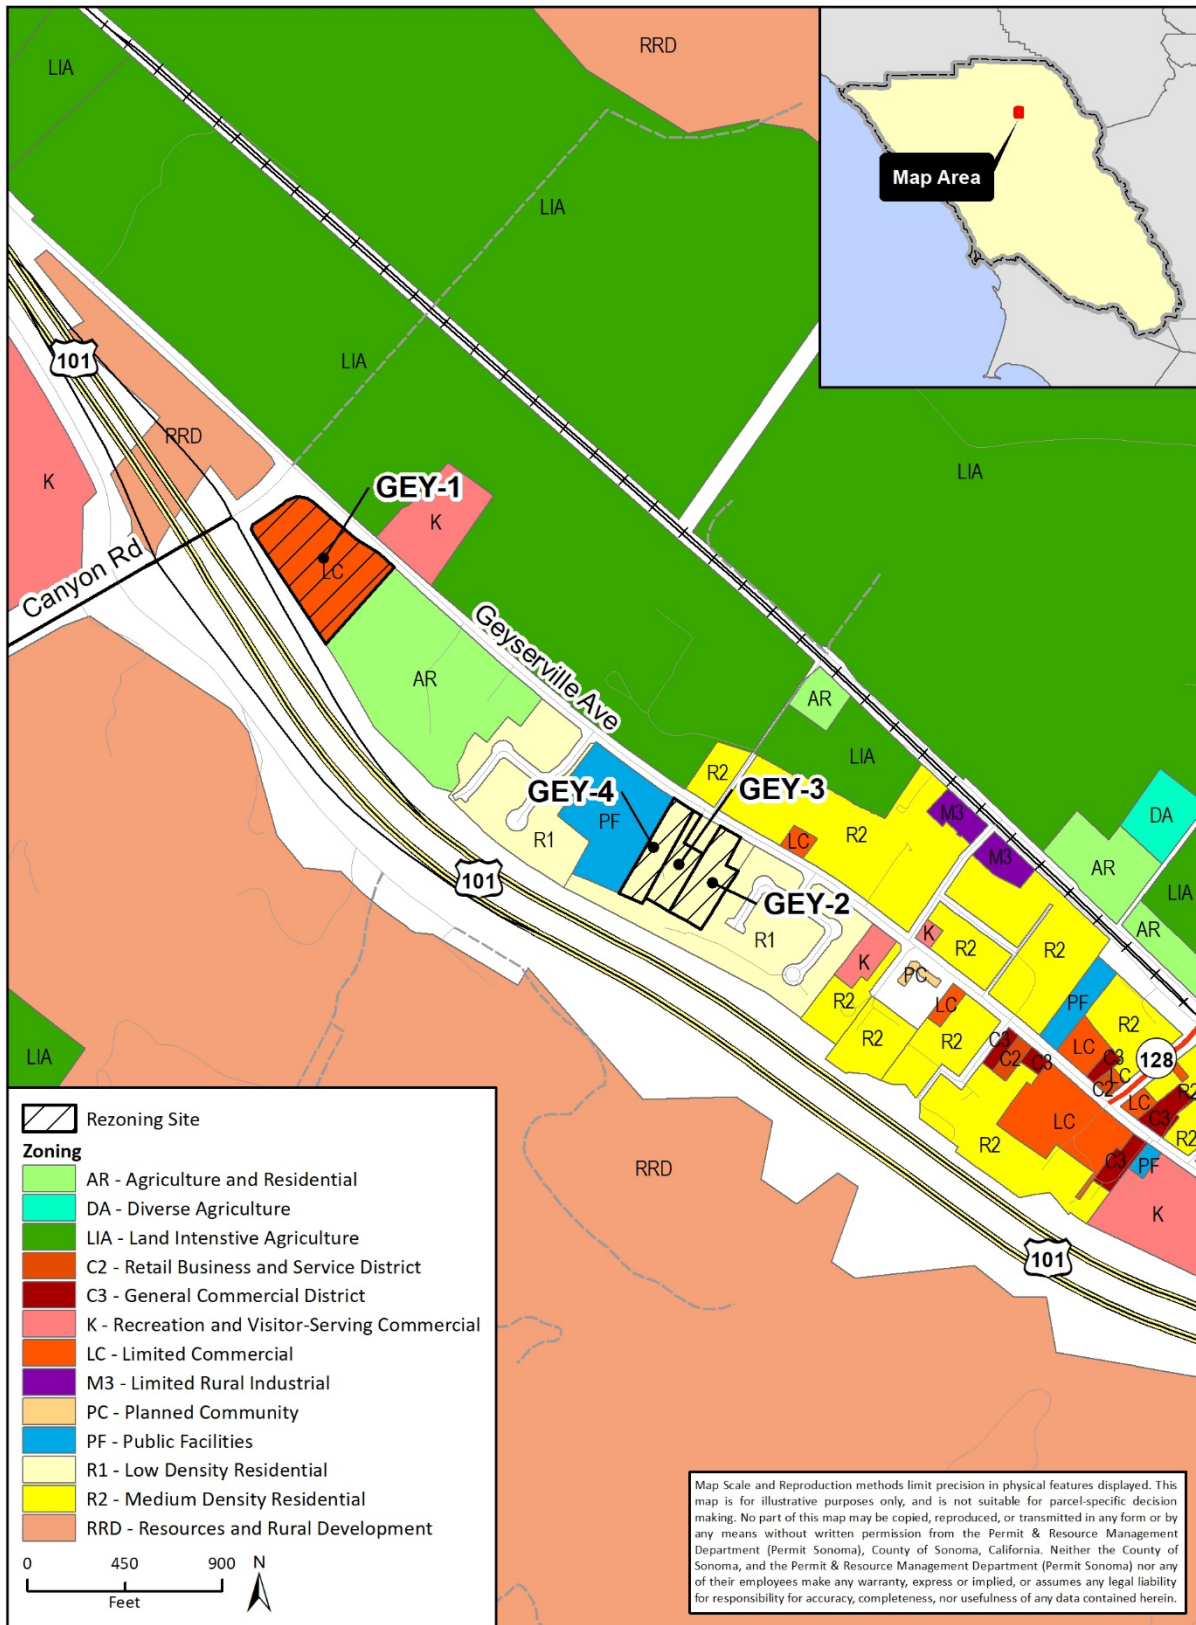 LIA
RRD
Map Area
LIA
LIA
LIA
101
RRD
K
GEY-1
K
LC
Canyon Rd
Geyserville Ave
AR
AR
LIA
R2
GEY-3
GEY-4
PF
M3
DA
R1
LC
R2
M3
AR
LIA
101
GEY-2
R1
K
AR
K
R2
R2
PC
R2
LC
PF
R2
R2
R2
C3
LC
C3
128
C2
C3
LC
C2
R2
LIA
LC
C3
LC
R2
R2
C3
PF
RRD
K
101
Rezoning Site
Zoning
AR - Agriculture and Residential
DA - Diverse Agriculture
LIA - Land Intenstive Agriculture
C2 - Retail Business and Service District
C3 - General Commercial District
K - Recreation and Visitor-Serving Commercial
LC - Limited Commercial
M3 - Limited Rural Industrial
PC - Planned Community
PF - Public Facilities
R1 - Low Density Residential
R2 - Medium Density Residential
RRD - Resources and Rural Development
0 450 900 N
Feet
Map Scale and Reproduction methods limit precision in physical features displayed. This
map is for illustrative purposes only, and is not suitable for parcel-specific decision
making. No part of this map may be copied, reproduced, or transmitted in any form or by
any means without written permission from the Permit & Resource Management
Department (Permit Sonoma), County of Sonoma, California. Neither the County of
Sonoma, and the Permit & Resource Management Department (Permit Sonoma) nor any
of their employees make any warranty, express or implied, or assumes any legal liability
for responsibility for accuracy, completeness, nor usefulness of any data contained herein.